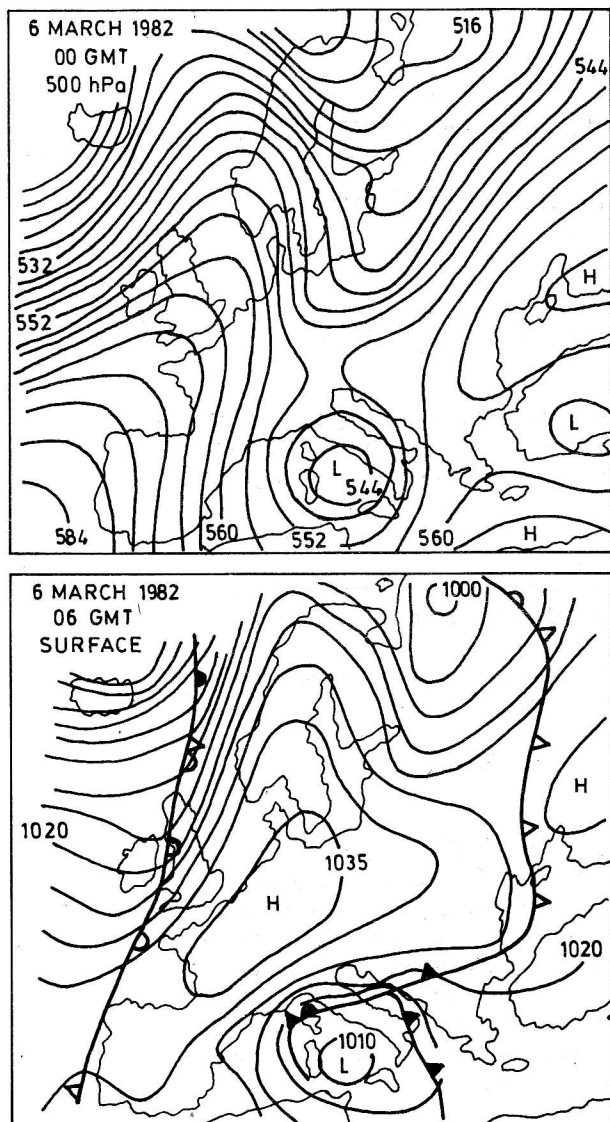 6 MARCH 1982
00 GMT
500 hPa
516
544
532
552
H
L
L
544
584
560
552
560
H
6 MARCH 1982
06 GMT
SURFACE
1000
H
1020
1035
H
1020
1010
L